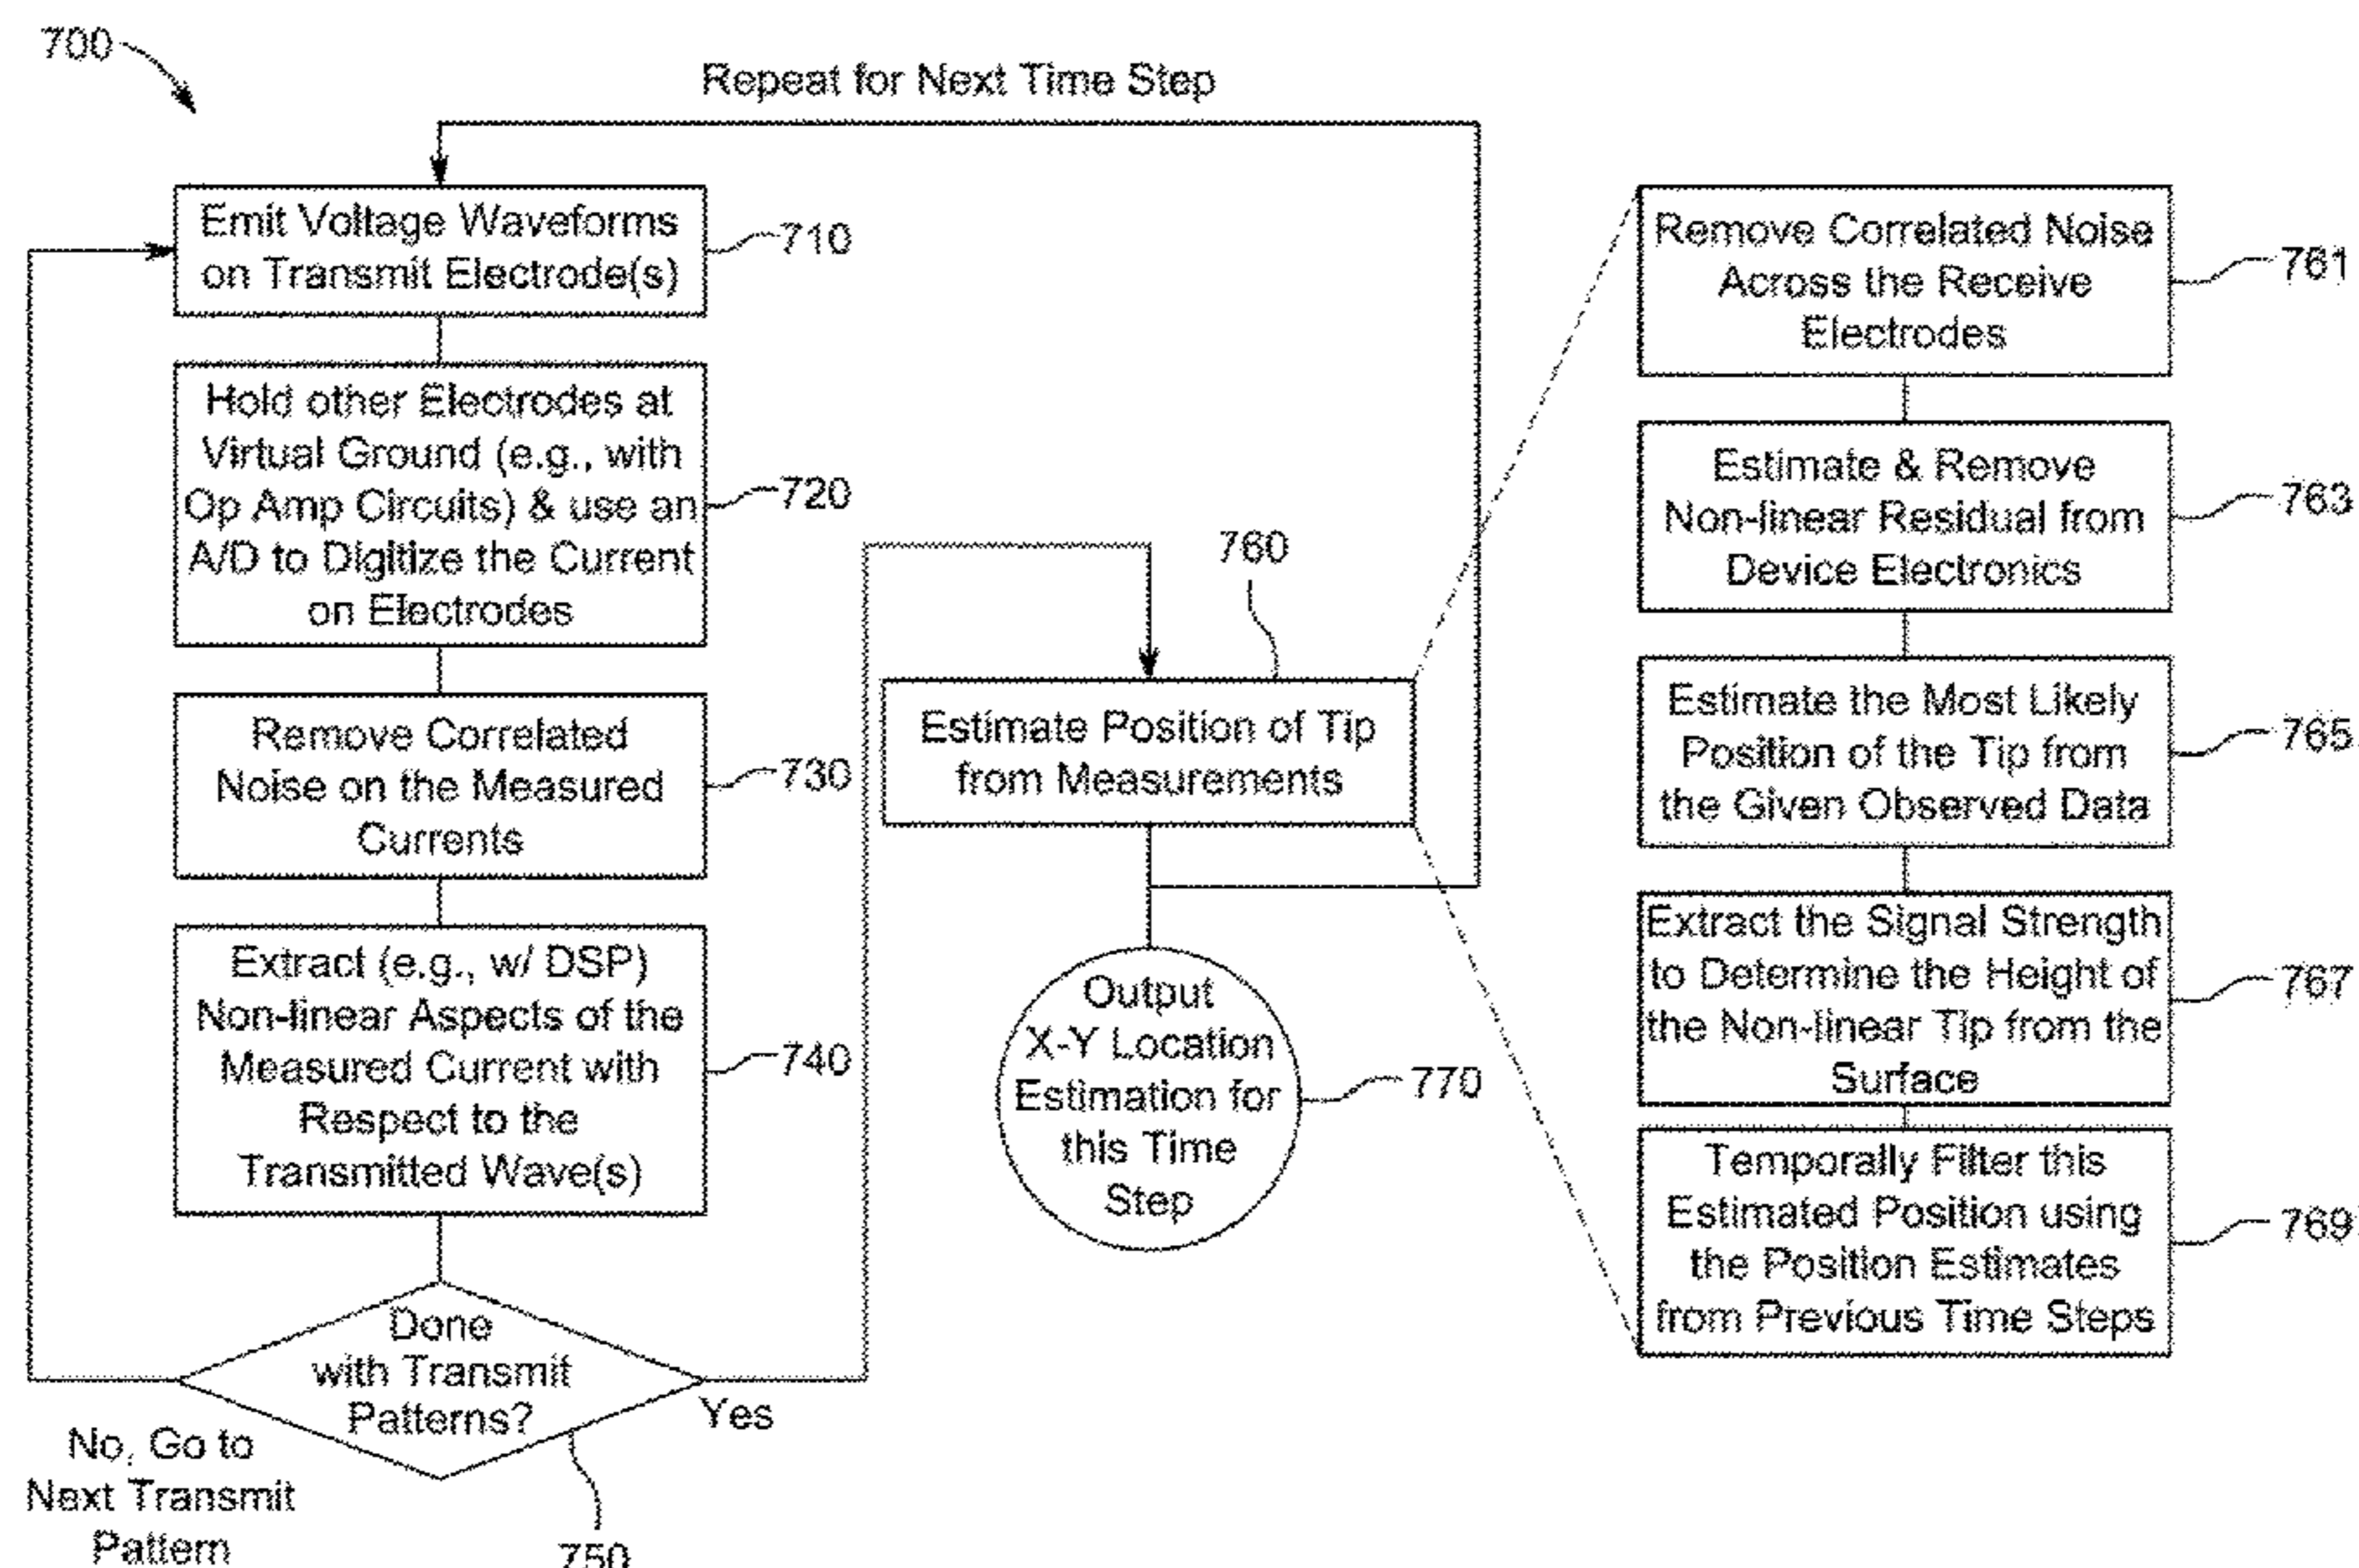 700
Repeat for Next Time Step
Emit Voltage Waveforms
on Transmit Electrode(s)
710
Hold other Electrodes at
Virtual Ground (e.g., with
Op Amp Circuits) & use an
A/D to Digitize the Current
on Electrodes
720
Remove Correlated
Noise on the Measured
Currents
730
Extract (e.g., w/ DSP)
Non-linear Aspects of the
Measured Current with
Respect to the
Transmitted Wave(s)
740
Done
with Transmit
Patterns?
750
No, Go to
Next Transmit
Pattern
Yes
760
Estimate Position of Tip
from Measurements
Output
X-Y Location
Estimation for
this Time
Step
770
Remove Correlated Noise
Across the Receive
Electrodes
761
Estimate & Remove
Non-linear Residual from
Device Electronics
763
Estimate the Most Likely
Position of the Tip from
the Given Observed Data
765
Extract the Signal Strength
to Determine the Height of
the Non-linear Tip from the
Surface
767
Temporally Filter this
Estimated Position using
the Position Estimates
from Previous Time Steps
769